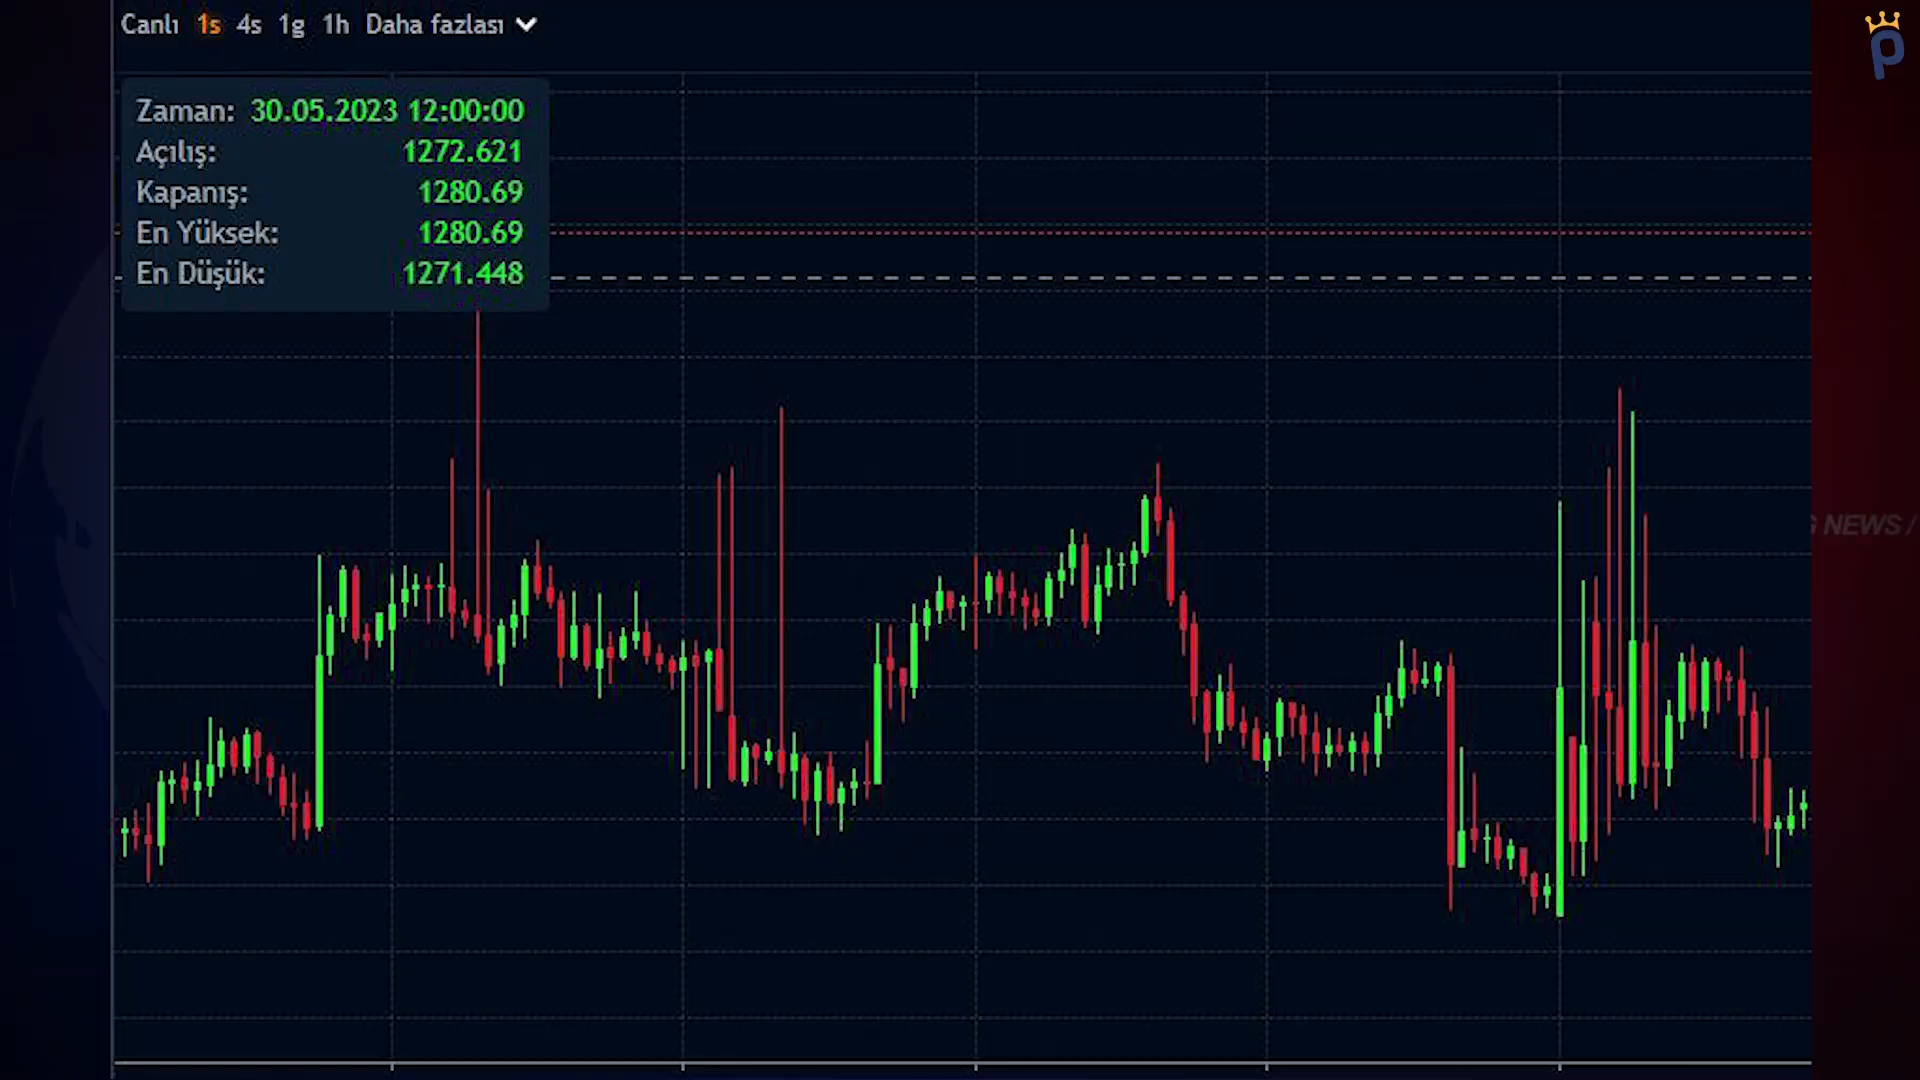 Canlı 1s 4s 1g 1h Daha fazlası
Zaman: 30.05.2023 12:00:00
Açılış: 1272.621
Kapanış: 1280.69
En Yüksek: 1280.69
En Düşük: 1271.448
p
NEWS /